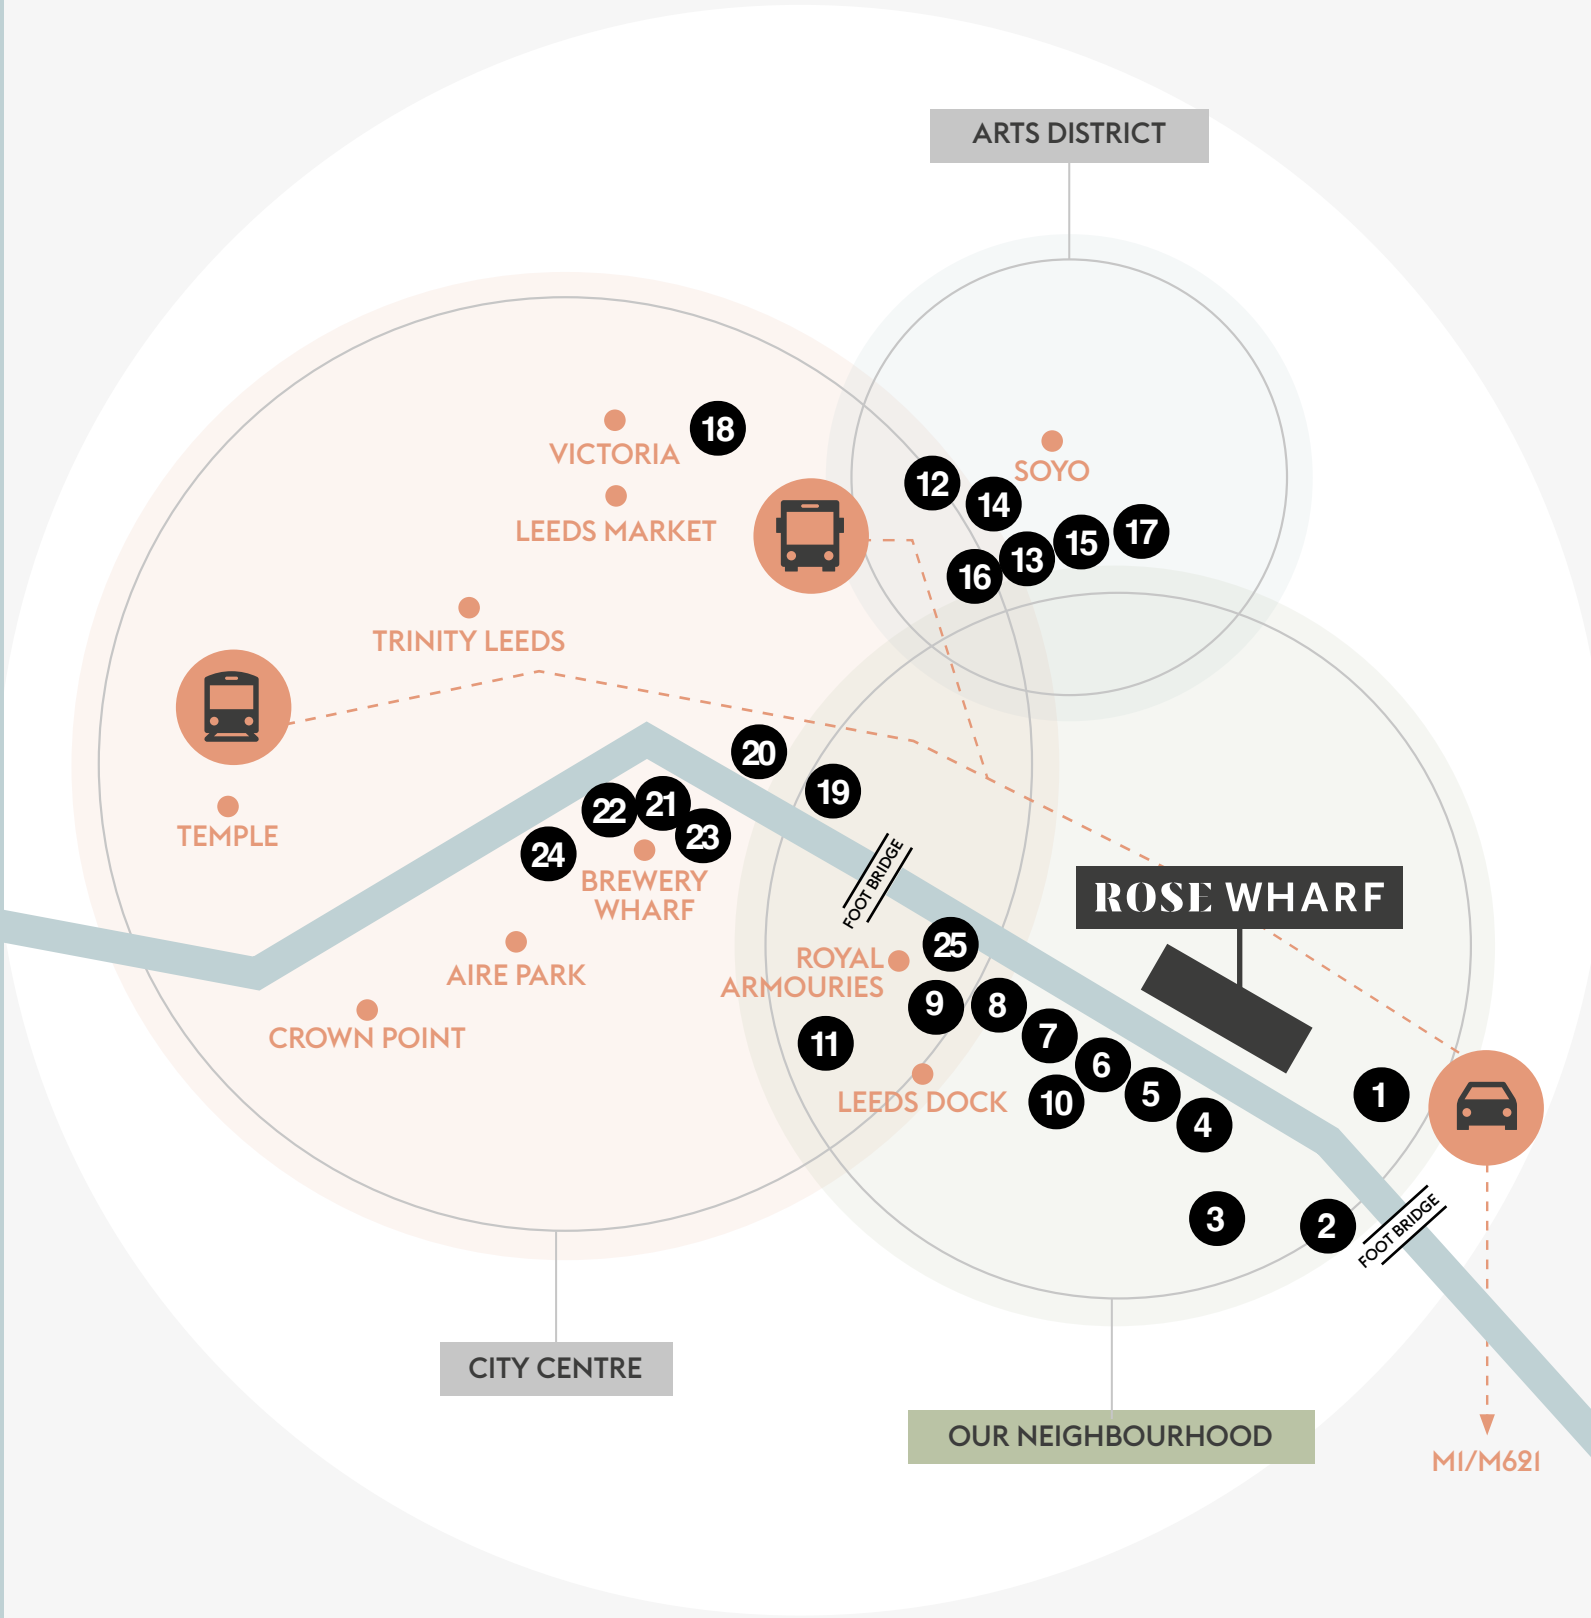 ARTS DISTRICT
VICTORIA
18
LEEDS MARKET
SOYO
12
14
17
15
13
16
TRINITY LEEDS
TEMPLE
20
19
22
21
23
24
BREWERY
WHARF
FOOT BRIDGE
ROSE WHARF
AIRE PARK
CROWN POINT
ROYAL
ARMOURIES
25
9
8
7
11
6
5
10
4
LEEDS DOCK
1
3
2
FOOT BRIDGE
CITY CENTRE
OUR NEIGHBOURHOOD
M1/M621